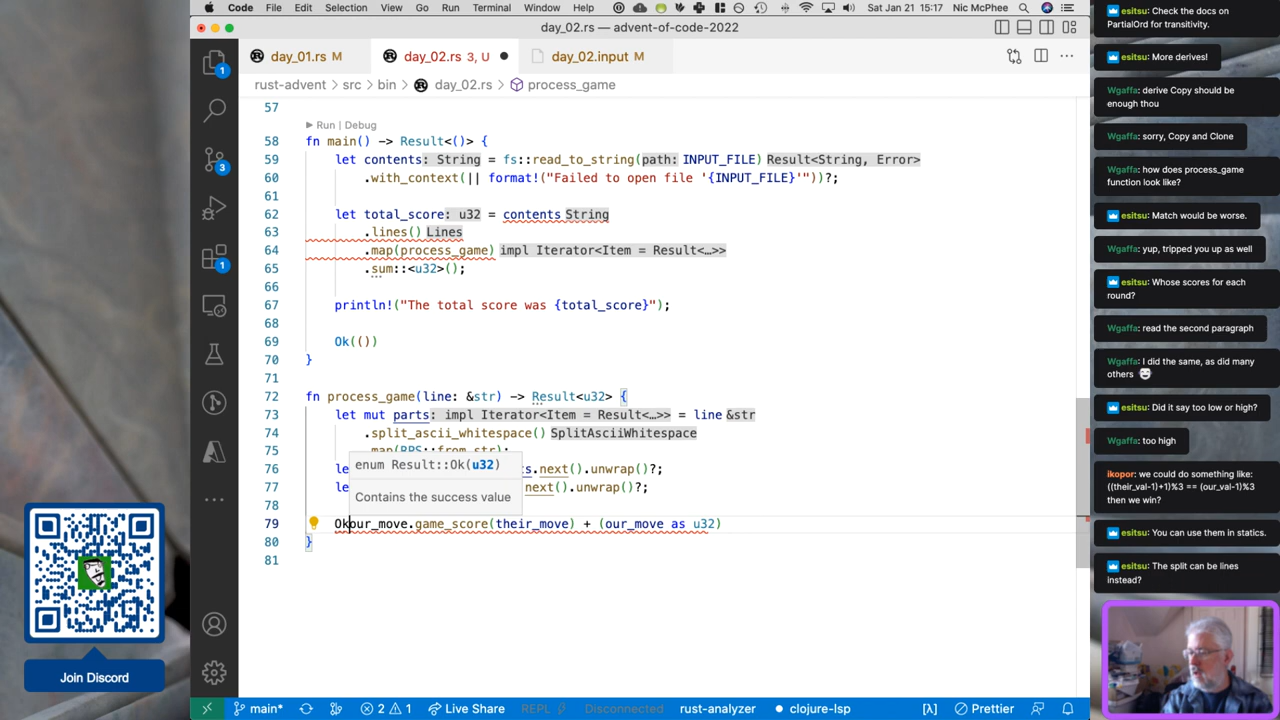 Code File Edit Selection View Go Run Terminal Window Help Sat Jan 21 15:17 Nic McPhee
day_02.rs — advent-of-code-2022
day_01.rs M day_02.rs 3, U day_02.input M
rust-advent > src > bin > day_02.rs > process_game
57
Run | Debug
58 fn main() -> Result<()> {
59 let contents: String = fs::read_to_string(path: INPUT_FILE) Result<String, Error>
60 .with_context(|| format!("Failed to open file '{INPUT_FILE}'"))?;
61
62 let total_score: u32 = contents String
63 .lines() Lines
64 .map(process_game) impl Iterator<Item = Result<…>>
65 .sum::<u32>();
66
67 println!("The total score was {total_score}");
68
69 Ok(())
70 }
71
72 fn process_game(line: &str) -> Result<u32> {
73 let mut parts: impl Iterator<Item = Result<…>> = line &str
74 .split_ascii_whitespace() SplitAsciiWhitespace
75 .map(RPS::from_str);
enum Result::Ok(u32)
76 le s.next().unwrap()?;
Contains the success value
77 le next().unwrap()?;
78
79 Okour_move.game_score(their_move) + (our_move as u32)
80 }
81
main* 2 1 Live Share REPL Disconnected rust-analyzer clojure-lsp [λ] Prettier
1
3
1
Join Discord
esitsu: Check the docs on
PartialOrd for transitivity.
esitsu: More derives!
Wgaffa: derive Copy should be
enough thou
Wgaffa: sorry, Copy and Clone
Wgaffa: how does process_game
function look like?
esitsu: Match would be worse.
Wgaffa: yup, tripped you up as well
esitsu: Whose scores for each
round?
Wgaffa: read the second paragraph
Wgaffa: I did the same, as did many
others
esitsu: Did it say too low or high?
Wgaffa: too high
ikopor: we could do something like:
((their_val-1)+1)%3 == (our_val-1)%3
then we win?
esitsu: You can use them in statics.
esitsu: The split can be lines
instead?